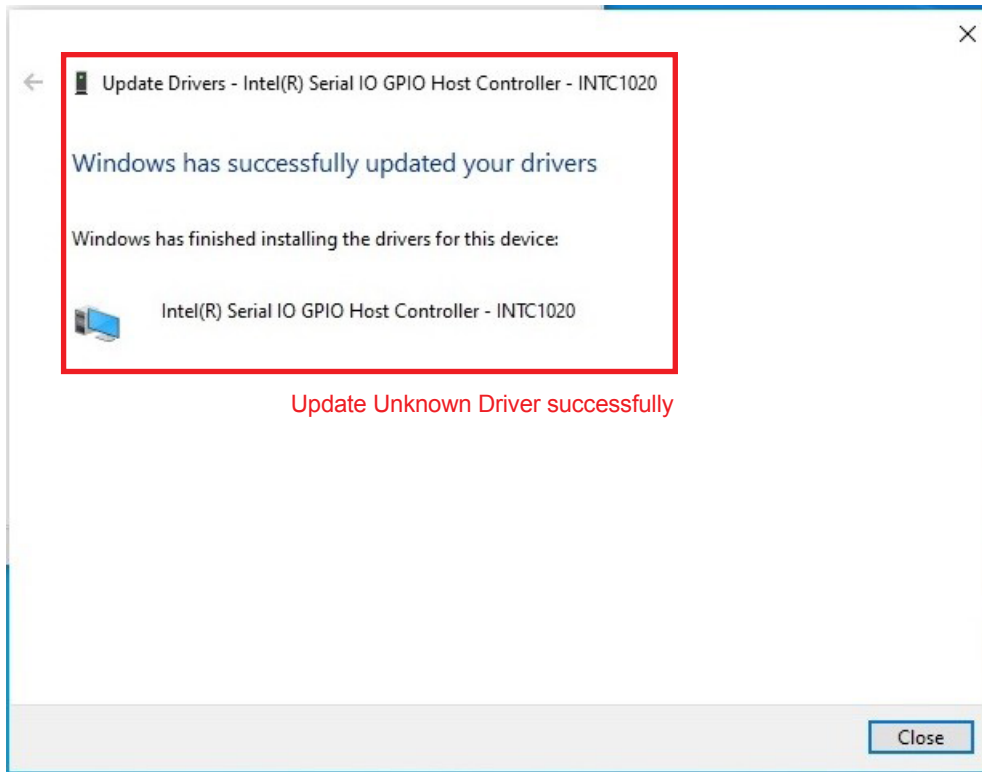 Update Drivers - Intel(R) Serial IO GPIO Host Controller - INTC1020
Windows has successfully updated your drivers
Windows has finished installing the drivers for this device:
Intel(R) Serial IO GPIO Host Controller - INTC1020
Update Unknown Driver successfully
Close